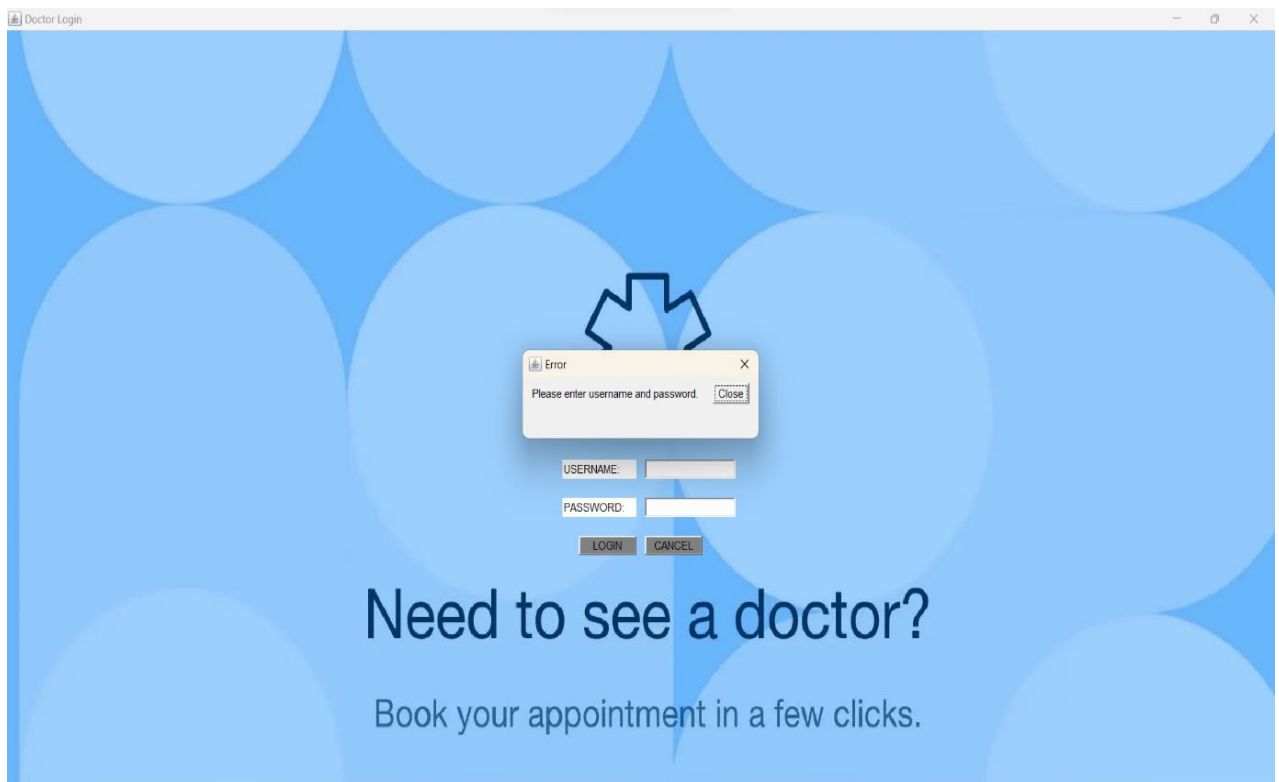 Doctor Login
Error
Please enter username and password. Close
USERNAME:
PASSWORD:
LOGIN CANCEL
Need to see a doctor?
Book your appointment in a few clicks.